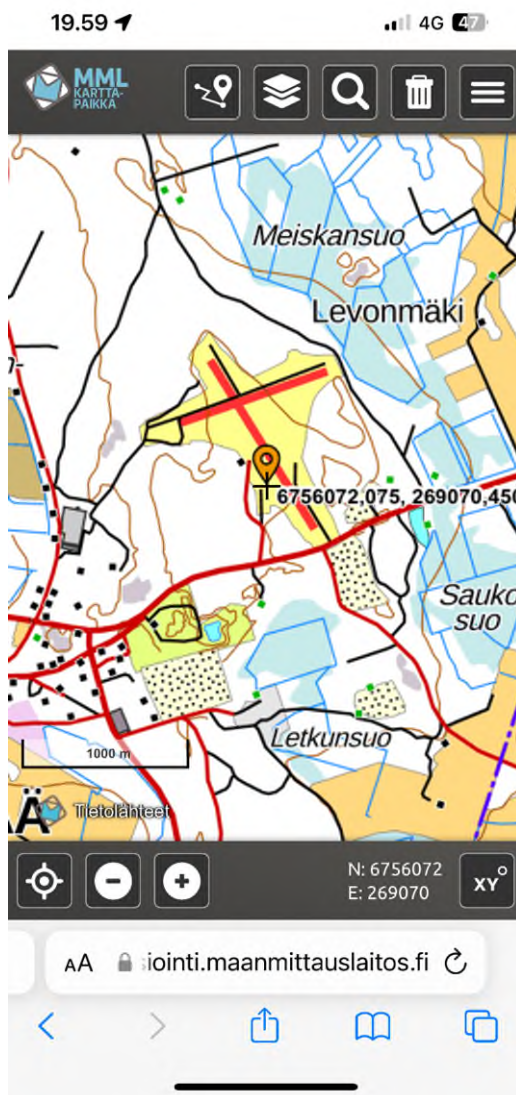 19.59
4G 47
MML
KARTTA-
PAIKKA
Meiskansuo
Levonmäki
n-
6756072,075, 269070,450
Sauko
suo
Letkunsuo
1000 m
Ä
Tietolähteet
N: 6756072
E: 269070
XY°
AA
iointi.maanmittauslaitos.fi